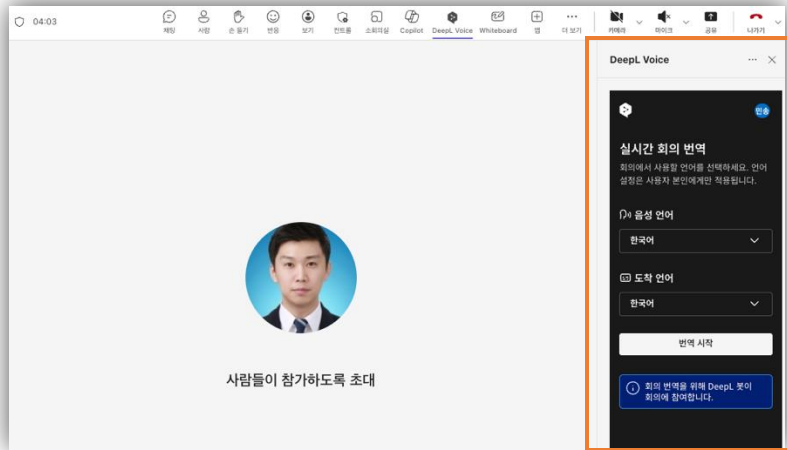 04:03
채팅 사람 손 들기 반응 보기 컨트롤 소회의실 Copilot DeepL Voice Whiteboard 앱 더 보기 카메라 마이크 공유 나가기
DeepL Voice
민송
실시간 회의 번역
회의에서 사용할 언어를 선택하세요. 언어
설정은 사용자 본인에게만 적용됩니다.
음성 언어
한국어
도착 언어
한국어
번역 시작
회의 번역을 위해 DeepL 봇이
회의에 참여합니다.
사람들이 참가하도록 초대